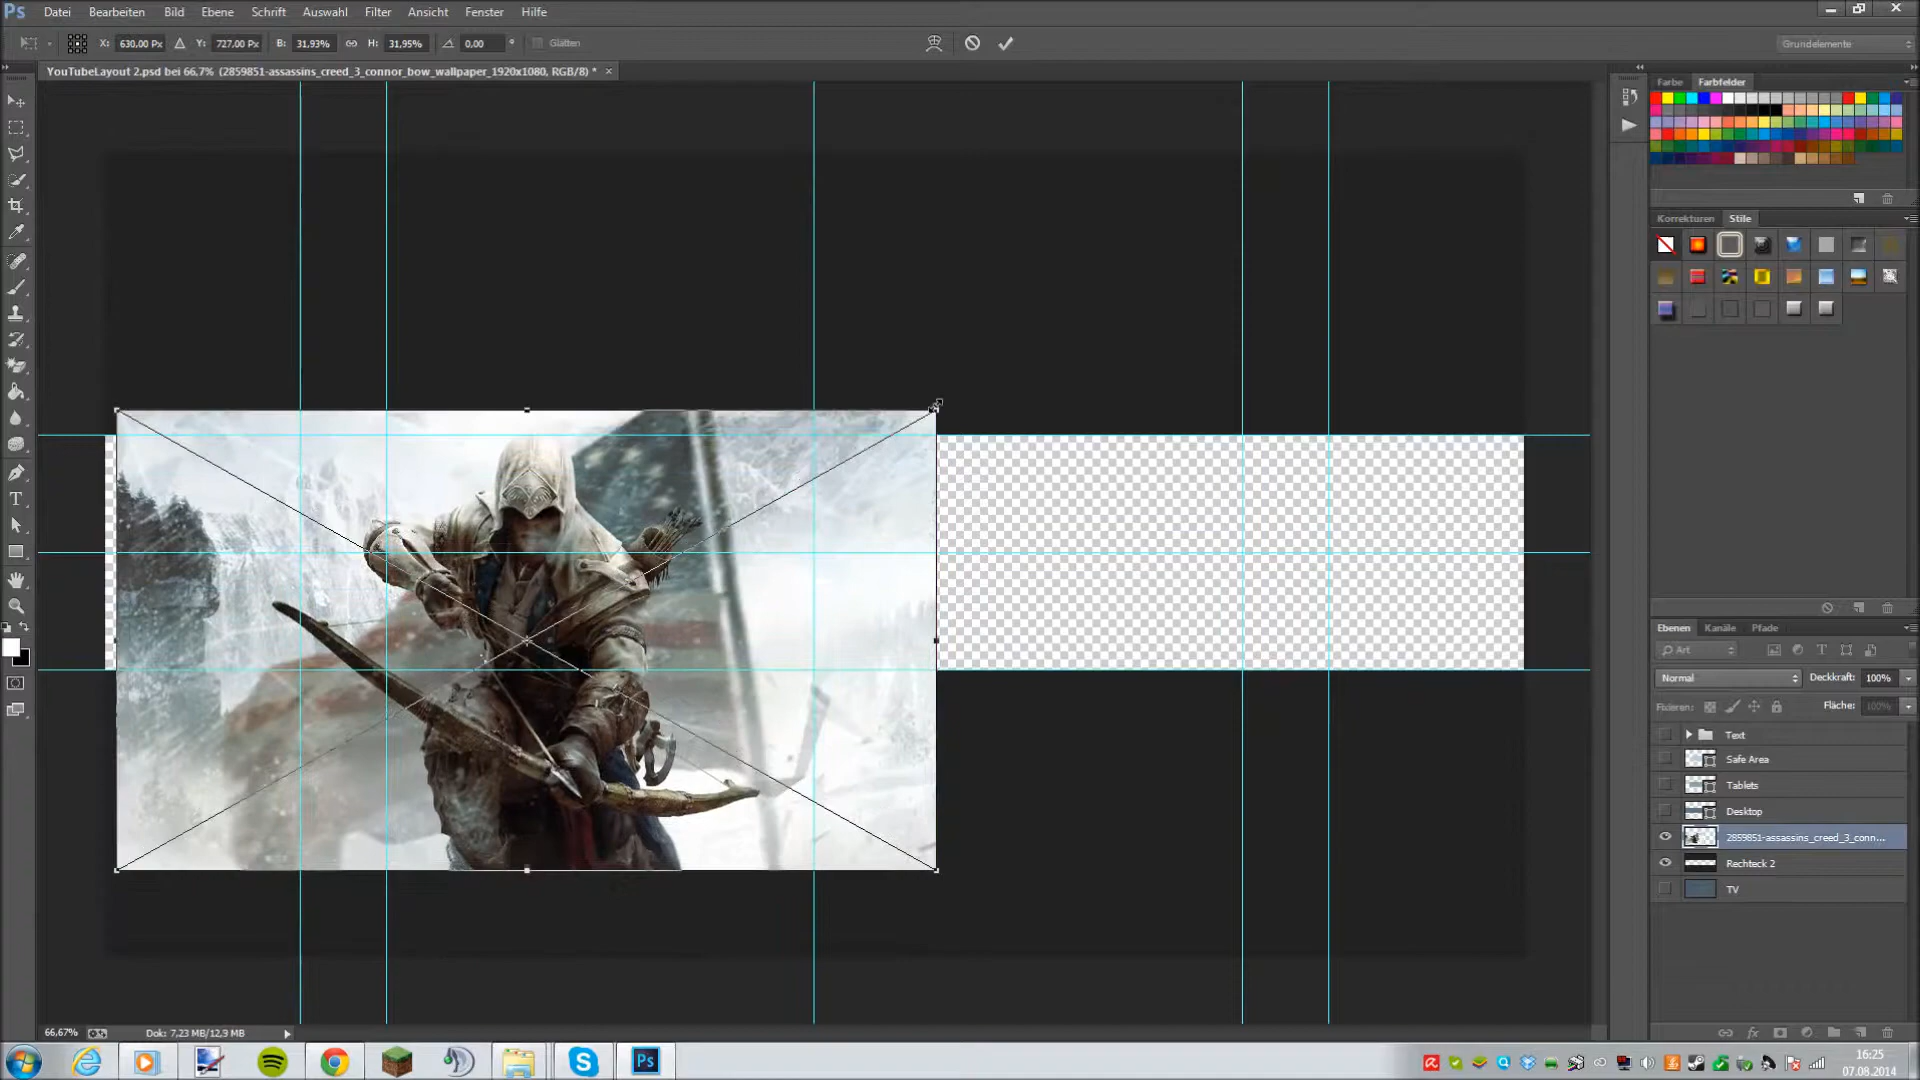 Ps Datei Bearbeiten Bild Ebene Schrift Auswahl Filter Ansicht Fenster Hilfe
X: 630,00 Px Y: 727,00 Px B: 31,93% H: 31,95% 0,00 ° Glätten Grundelemente
YouTubeLayout 2.psd bei 66,7% (2859851-assassins_creed_3_connor_bow_wallpaper_1920x1080, RGB/8) * ×
Farbe Farbfelder
Korrekturen Stile
Ebenen Kanäle Pfade
Art
Normal Deckkraft: 100%
Fixieren: Fläche: 100%
Text
Safe Area
Tablets
Desktop
2859851-assassins_creed_3_conn...
Rechteck 2
TV
66,67% Dok: 7,23 MB/12,9 MB
Ps
16:25
07.08.2014